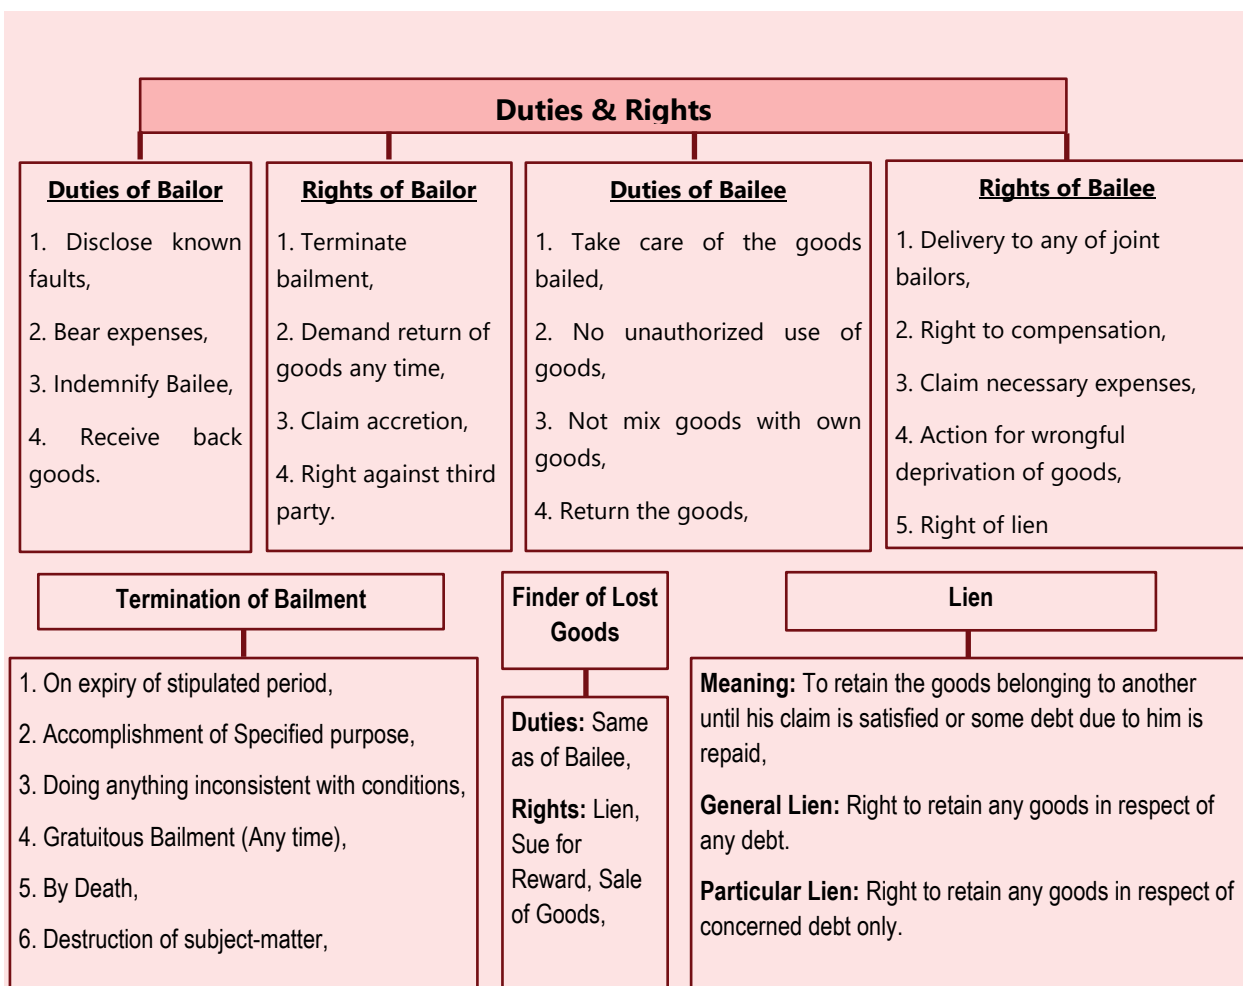 Duties & Rights
Duties of Bailor
1. Disclose known
faults,
2. Bear expenses,
3. Indemnify Bailee,
4. Receive back
goods.
Rights of Bailor
1. Terminate
bailment,
2. Demand return of
goods any time,
3. Claim accretion,
4. Right against third
party.
Duties of Bailee
1. Take care of the goods
bailed,
2. No unauthorized use of
goods,
3. Not mix goods with own
goods,
4. Return the goods,
Rights of Bailee
1. Delivery to any of joint
bailors,
2. Right to compensation,
3. Claim necessary expenses,
4. Action for wrongful
deprivation of goods,
5. Right of lien
Termination of Bailment
1. On expiry of stipulated period,
2. Accomplishment of Specified purpose,
3. Doing anything inconsistent with conditions,
4. Gratuitous Bailment (Any time),
5. By Death,
6. Destruction of subject-matter,
Finder of Lost
Goods
Duties: Same
as of Bailee,
Rights: Lien,
Sue for
Reward, Sale
of Goods,
Lien
Meaning: To retain the goods belonging to another
until his claim is satisfied or some debt due to him is
repaid,
General Lien: Right to retain any goods in respect of
any debt.
Particular Lien: Right to retain any goods in respect of
concerned debt only.